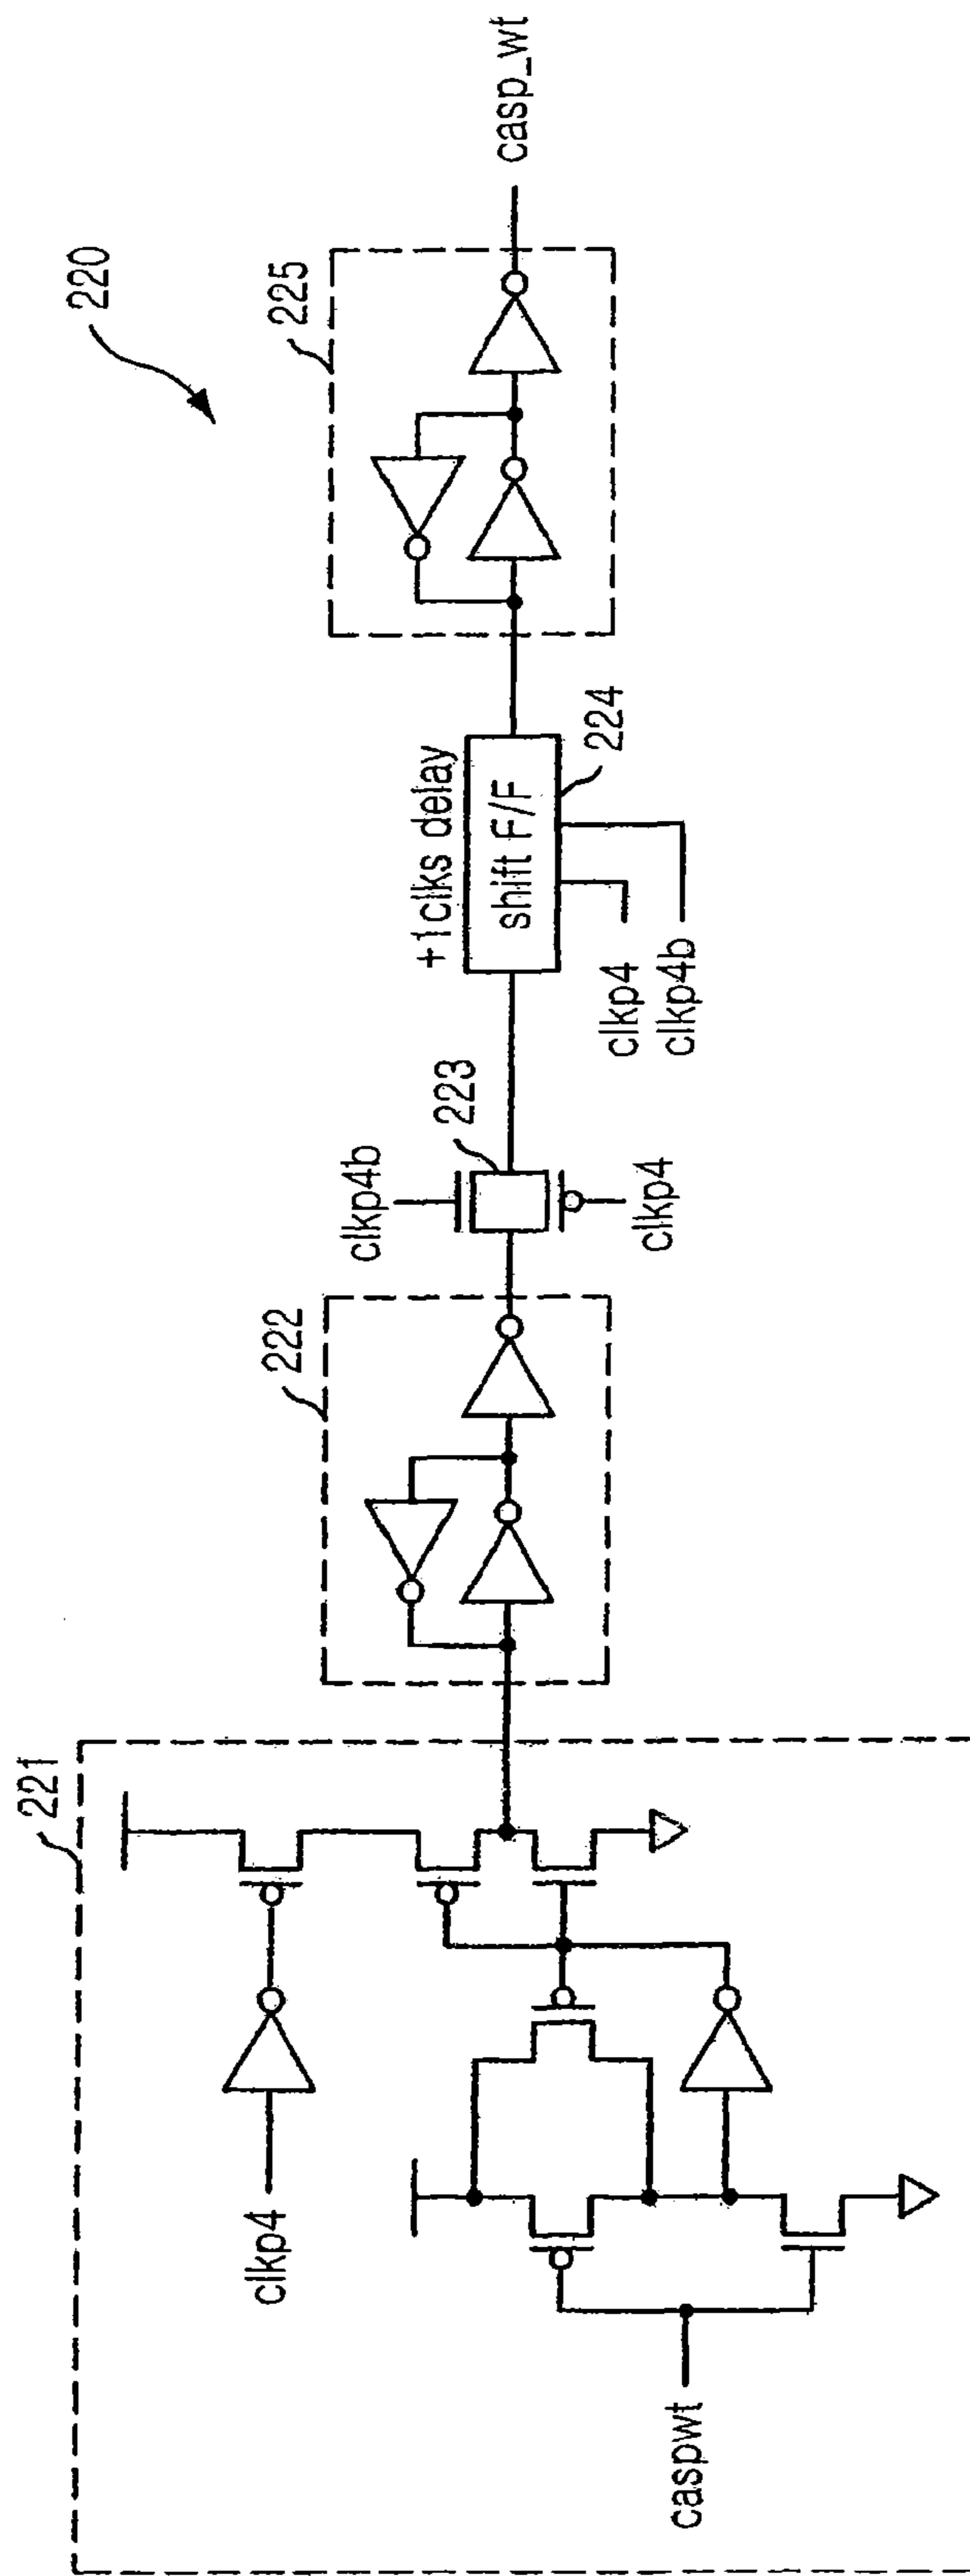 220
221
clkp4
caspwt
222
clkp4b
223
clkp4
+1clks delay
shift F/F
224
clkp4
clkp4b
225
casp_wt